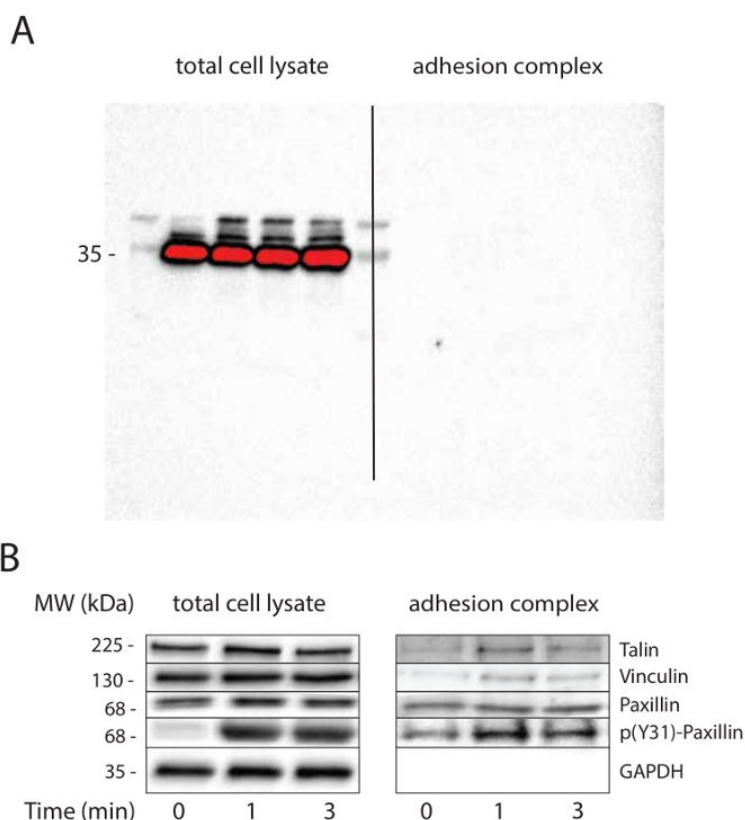 A
total cell lysate adhesion complex
35 -
B
MW (kDa) total cell lysate adhesion complex
225 - Talin
130 - Vinculin
68 - Paxillin
68 - p(Y31)-Paxillin
35 - GAPDH
Time (min) 0 1 3 0 1 3